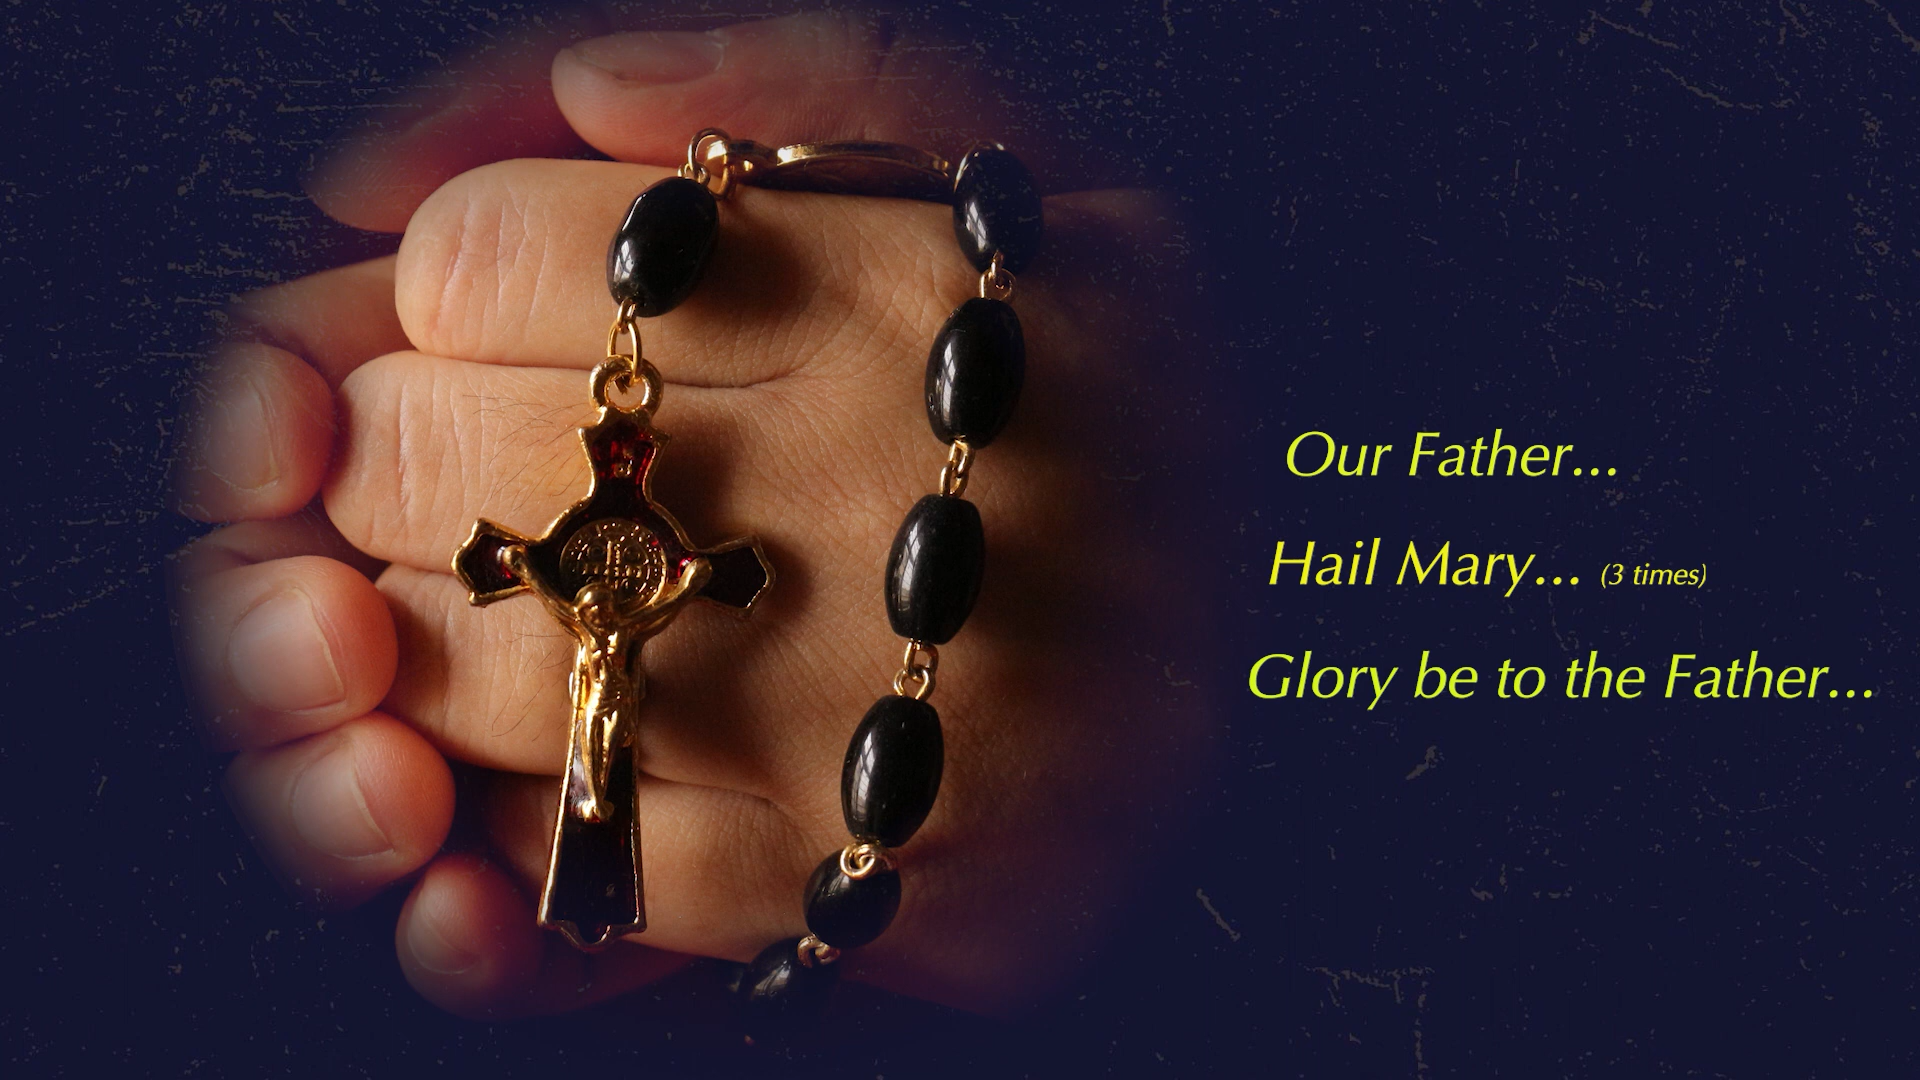 Our Father...
Hail Mary... (3 times)
Glory be to the Father...